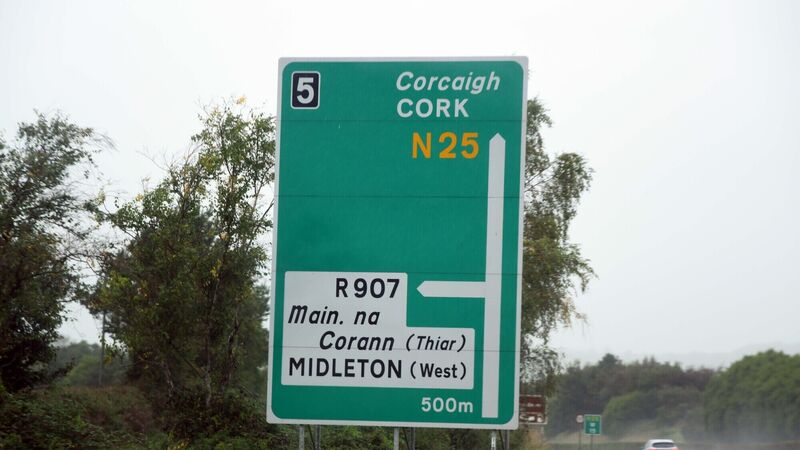 5
Corcaigh
CORK
N25
R907
Main. na
Corann (Thiar)
MIDLETON (West)
500m